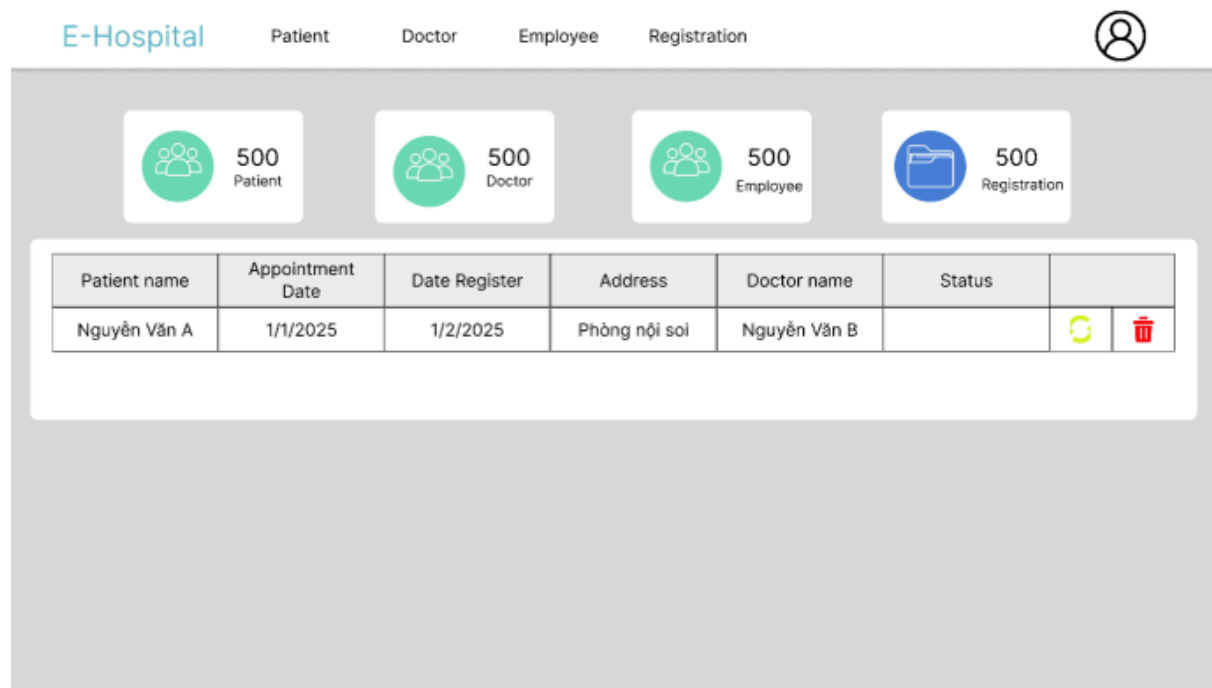 E-Hospital Patient Doctor Employee Registration
500 500 500 500
Patient Doctor Employee Registration
Patient name Appointment Date Date Register Address Doctor name Status
Nguyễn Văn A 1/1/2025 1/2/2025 Phòng nội soi Nguyễn Văn B